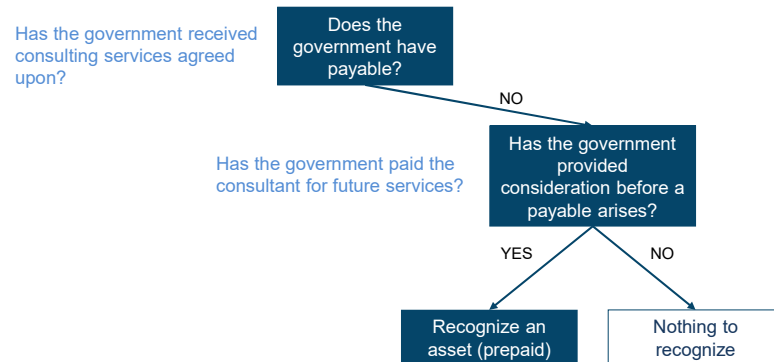 Has the government received
consulting services agreed
upon?
Does the
government have
payable?
NO
Has the government paid the
consultant for future services?
Has the government
provided
consideration before a
payable arises?
YES
NO
Recognize an
asset (prepaid)
Nothing to
recognize